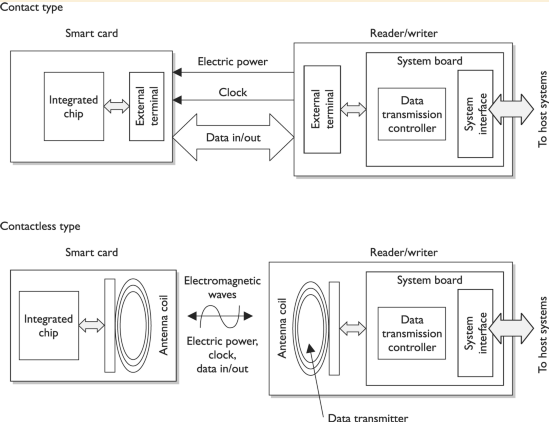 Contact type
Smart card
Reader/writer
Integrated
chip
External
terminal
Electric power
Clock
Data in/out
External
terminal
System board
Data
transmission
controller
System
interface
To host systems
Contactless type
Smart card
Reader/writer
Integrated
chip
Antenna coil
Electromagnetic
waves
Electric power,
clock,
data in/out
Antenna coil
System board
Data
transmission
controller
System
interface
To host systems
Data transmitter